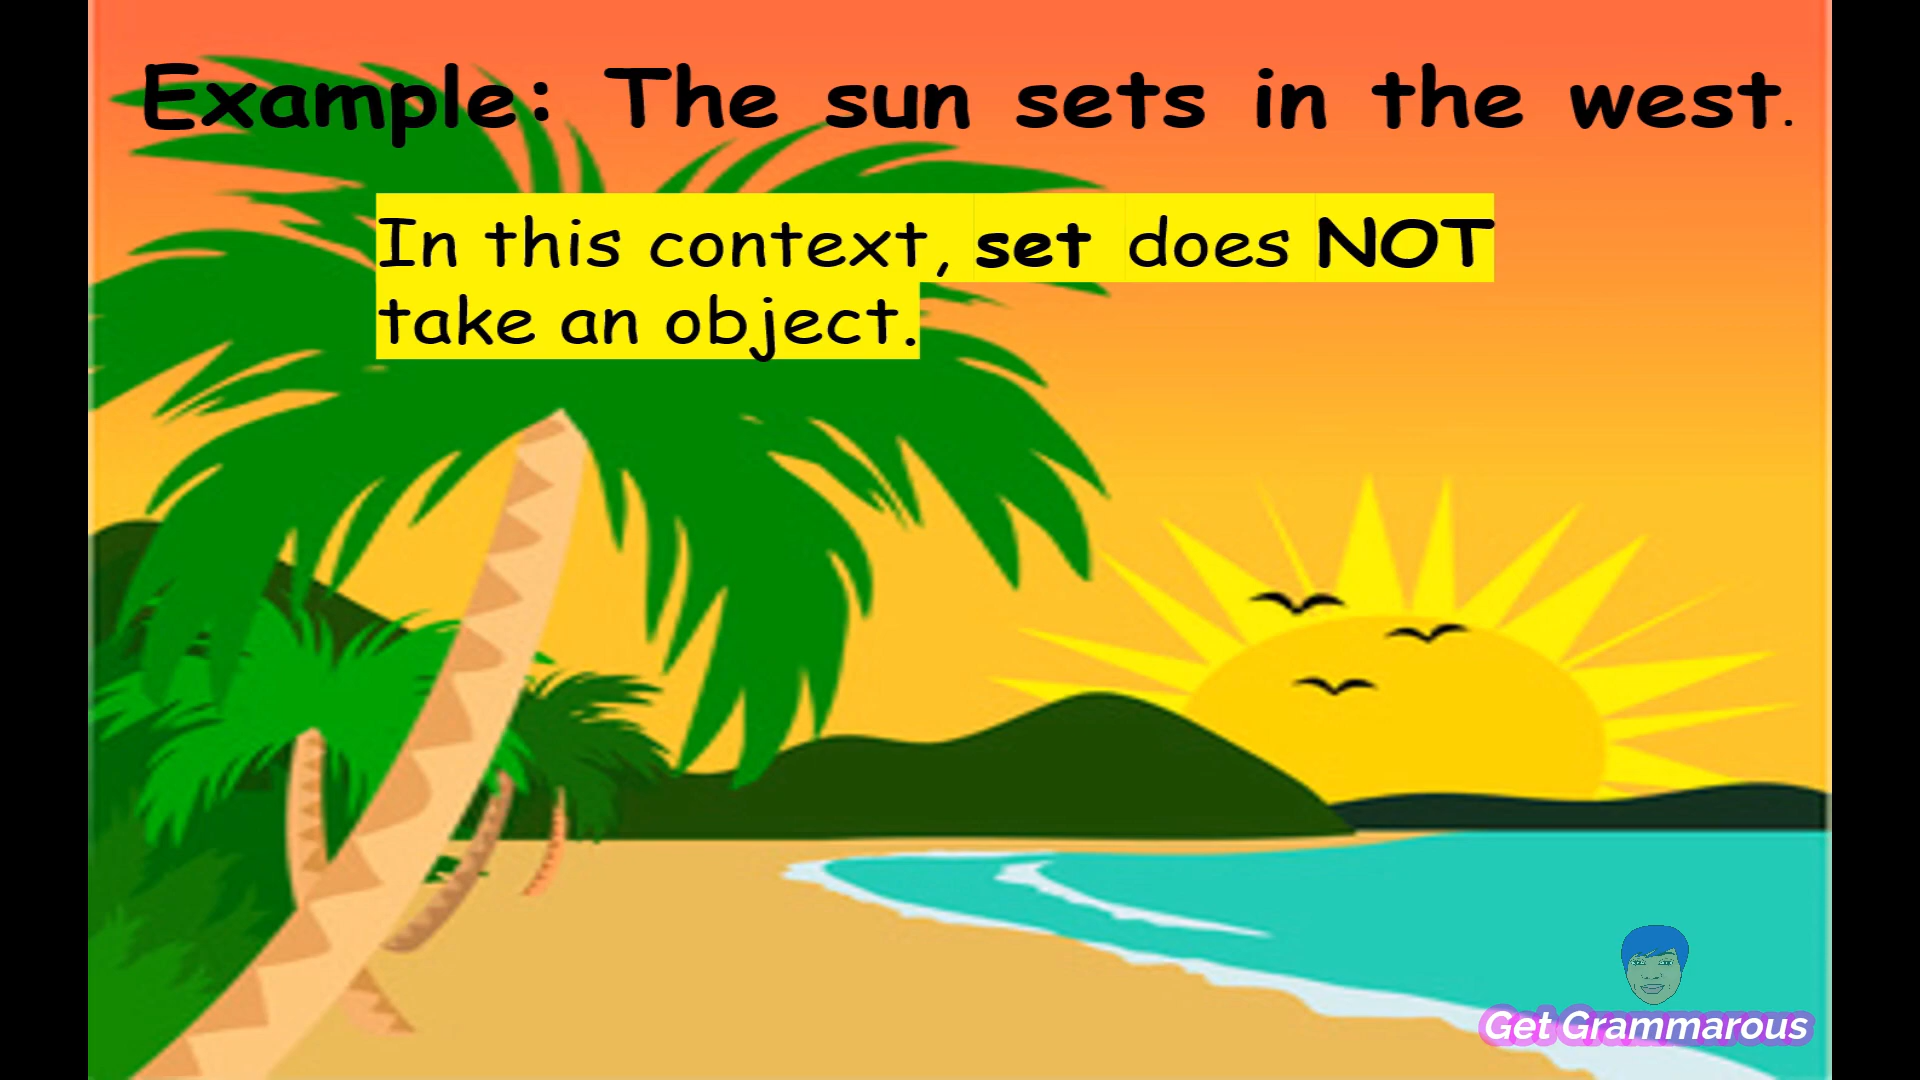 Example: The sun sets in the west.
In this context, set does NOT
take an object.
Get Grammarous